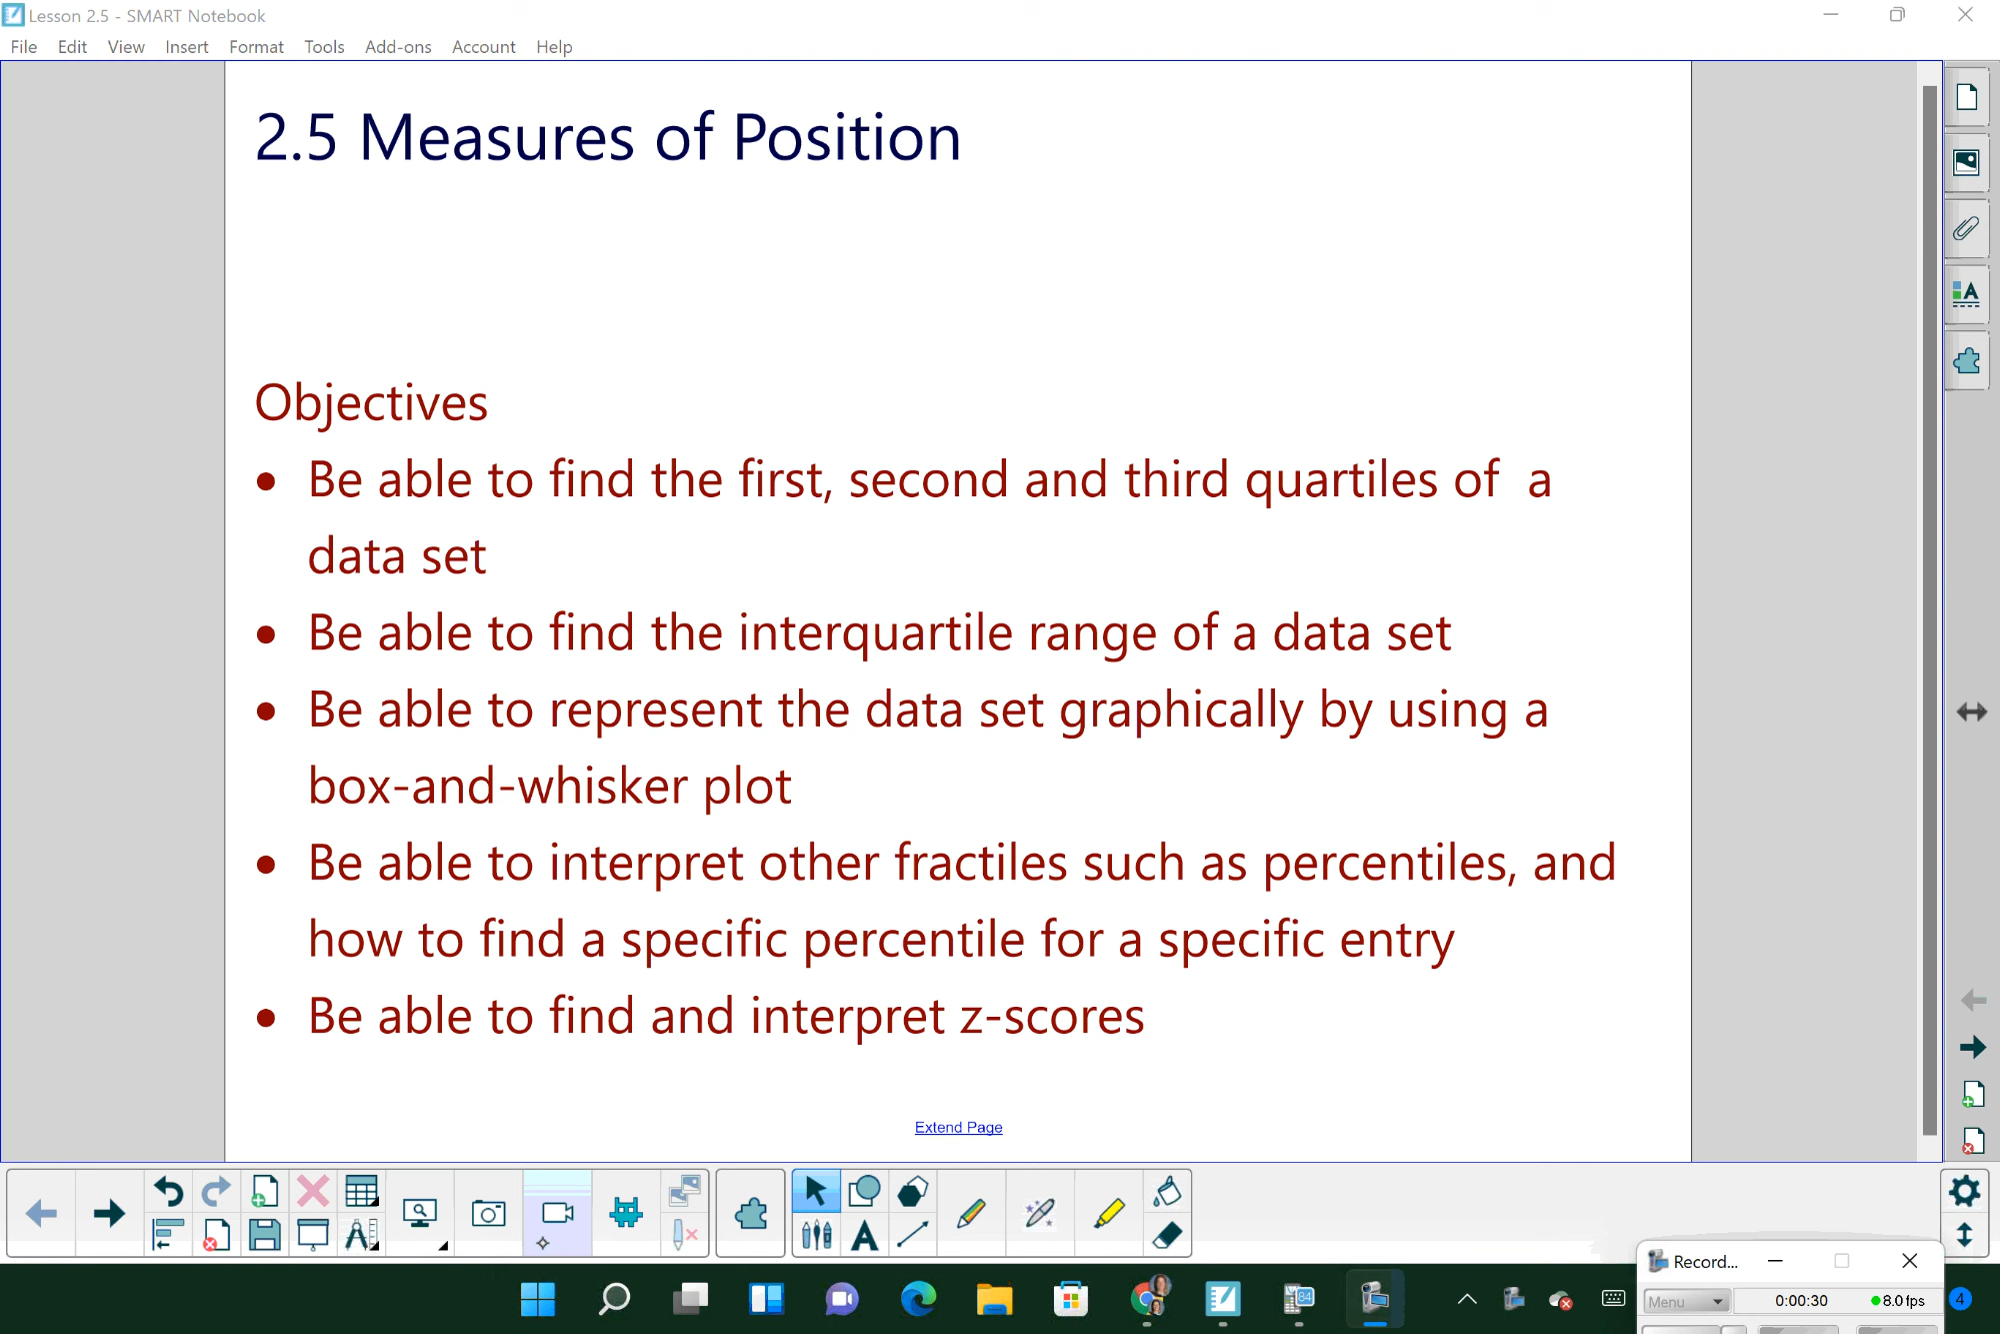 Lesson 2.5 - SMART Notebook
File Edit View Insert Format Tools Add-ons Account Help
2.5 Measures of Position
Objectives
• Be able to find the first, second and third quartiles of a
data set
• Be able to find the interquartile range of a data set
• Be able to represent the data set graphically by using a
box-and-whisker plot
• Be able to interpret other fractiles such as percentiles, and
how to find a specific percentile for a specific entry
• Be able to find and interpret z-scores
Extend Page
Record...
Menu 0:00:30 8.0 fps
84
4